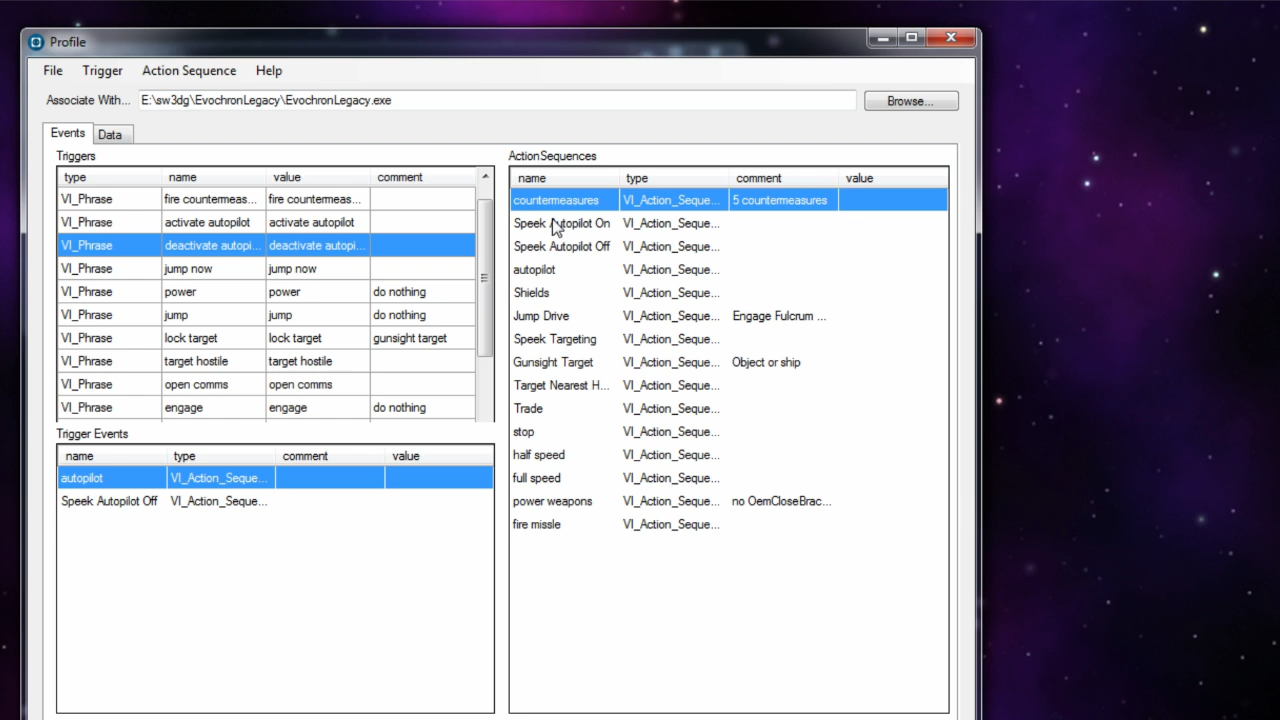 Profile
File Trigger Action Sequence Help
Associate With... E:\sw3dg\EvochronLegacy\EvochronLegacy.exe Browse...
Events Data
Triggers
type name value comment
VI_Phrase fire countermeas... fire countermeas...
VI_Phrase activate autopilot activate autopilot
VI_Phrase deactivate autopi... deactivate autopi...
VI_Phrase jump now jump now
VI_Phrase power power do nothing
VI_Phrase jump jump do nothing
VI_Phrase lock target lock target gunsight target
VI_Phrase target hostile target hostile
VI_Phrase open comms open comms
VI_Phrase engage engage do nothing
Trigger Events
name type comment value
autopilot VI_Action_Seque...
Speek Autopilot Off VI_Action_Seque...
ActionSequences
name type comment value
countermeasures VI_Action_Seque... 5 countermeasures
Speek Autopilot On VI_Action_Seque...
Speek Autopilot Off VI_Action_Seque...
autopilot VI_Action_Seque...
Shields VI_Action_Seque...
Jump Drive VI_Action_Seque... Engage Fulcrum ...
Speek Targeting VI_Action_Seque...
Gunsight Target VI_Action_Seque... Object or ship
Target Nearest H... VI_Action_Seque...
Trade VI_Action_Seque...
stop VI_Action_Seque...
half speed VI_Action_Seque...
full speed VI_Action_Seque...
power weapons VI_Action_Seque... no OemCloseBrac...
fire missle VI_Action_Seque...